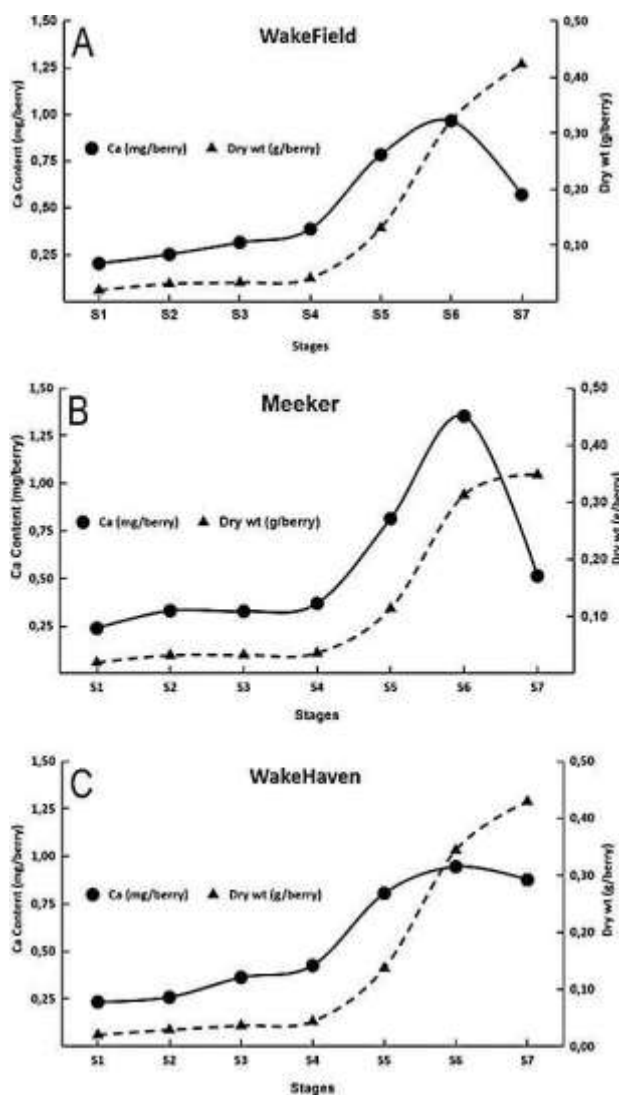 A
WakeField
Ca Content (mg/berry)
1,50
1,25
1,00
0,75
0,50
0,25
Ca (mg/berry) Dry wt (g/berry)
0,50
0,40
0,30
0,20
0,10
Dry wt (g/berry)
S1 S2 S3 S4 S5 S6 S7
Stages
B
Meeker
Ca Content (mg/berry)
1,50
1,25
1,00
0,75
0,50
0,25
Ca (mg/berry) Dry wt (g/berry)
0,50
0,40
0,30
0,20
0,10
Dry wt (g/berry)
S1 S2 S3 S4 S5 S6 S7
Stages
C
WakeHaven
Ca Content (mg/berry)
1,50
1,25
1,00
0,75
0,50
0,25
Ca (mg/berry) Dry wt (g/berry)
0,50
0,40
0,30
0,20
0,10
0,00
Dry wt (g/berry)
S1 S2 S3 S4 S5 S6 S7
Stages